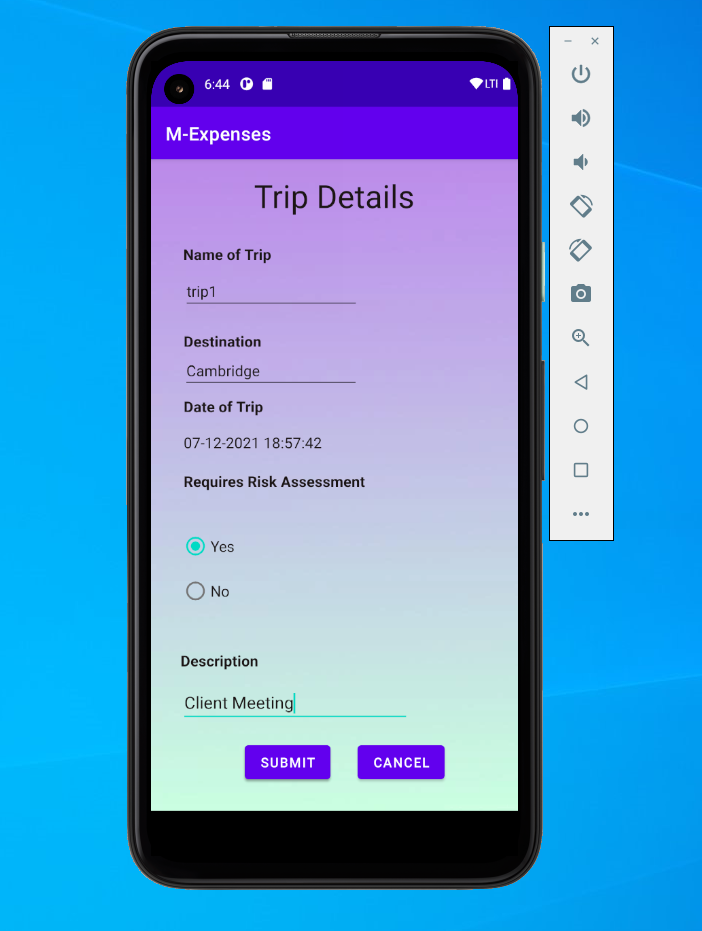 6:44 LTI
M-Expenses
Trip Details
Name of Trip
trip1
Destination
Cambridge
Date of Trip
07-12-2021 18:57:42
Requires Risk Assessment
Yes
No
Description
Client Meeting
SUBMIT CANCEL